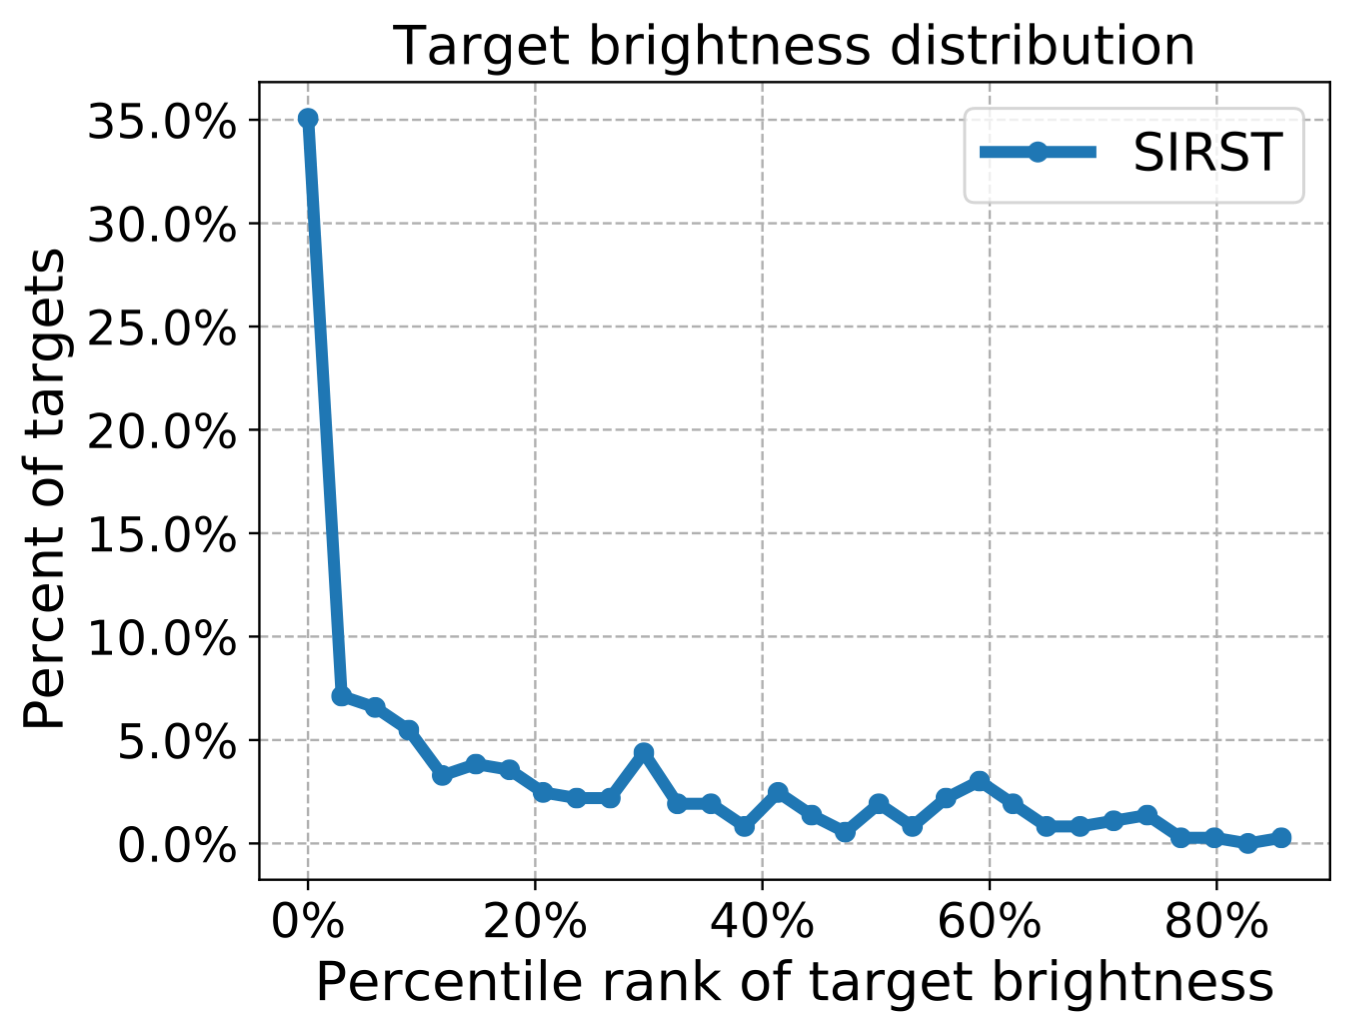 Target brightness distribution
SIRST
Percent of targets
35.0%
30.0%
25.0%
20.0%
15.0%
10.0%
5.0%
0.0%
0% 20% 40% 60% 80%
Percentile rank of target brightness